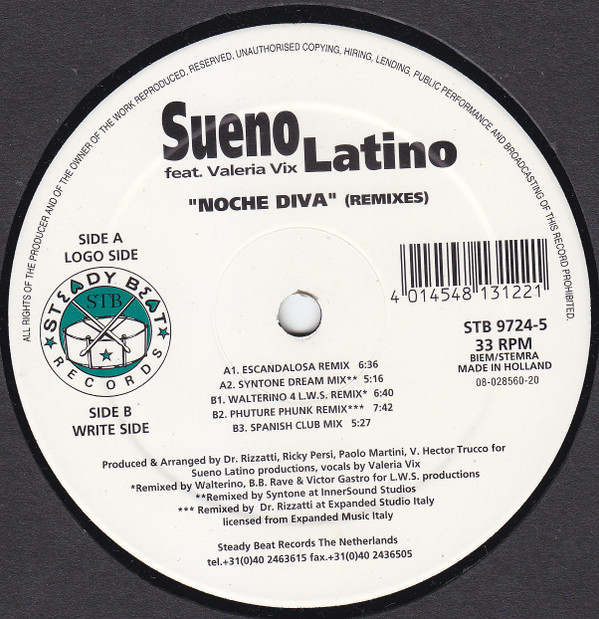 ALL RIGHTS OF THE PRODUCER AND OF THE OWNER OF THE WORK REPRODUCED, RESERVED, UNAUTHORISED COPYING, HIRING, LENDING, PUBLIC PERFORMANCE AND BROADCASTING OF THIS RECORD PROHIBITED.
Sueno
feat. Valeria Vix Latino
"NOCHE DIVA" (REMIXES)
SIDE A
LOGO SIDE
STEADY BEAT
STB
RECORDS
SIDE B
WRITE SIDE
4 014548 131221
STB 9724-5
33 RPM
BIEM/STEMRA
MADE IN HOLLAND
08-028560-20
A1. ESCANDALOSA REMIX 6:36
A2. SYNTONE DREAM MIX** 5:16
B1. WALTERINO 4 L.W.S. REMIX* 6:40
B2. PHUTURE PHUNK REMIX*** 7:42
B3. SPANISH CLUB MIX 5:27
Produced & Arranged by Dr. Rizzatti, Ricky Persi, Paolo Martini, V. Hector Trucco for
Sueno Latino productions, vocals by Valeria Vix
*Remixed by Walterino, B.B. Rave & Victor Gastro for L.W.S. productions
**Remixed by Syntone at InnerSound Studios
*** Remixed by Dr. Rizzatti at Expanded Studio Italy
licensed from Expanded Music Italy
Steady Beat Records The Netherlands
tel.+31(0)40 2463615 fax.+31(0)40 2436505